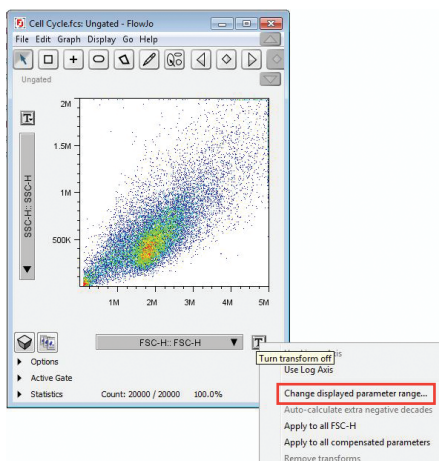 Cell Cycle.fcs: Ungated - FlowJo
File Edit Graph Display Go Help
Ungated
T
2M
1.5M
1M
500K
SSC-H:: SSC-H
1M 2M 3M 4M 5M
FSC-H:: FSC-H
T
Turn transform off
Options
Use Log Axis
Active Gate
Change displayed parameter range...
Statistics Count: 20000 / 20000 100.0%
Auto-calculate extra negative decades
Apply to all FSC-H
Apply to all compensated parameters
Remove transforms